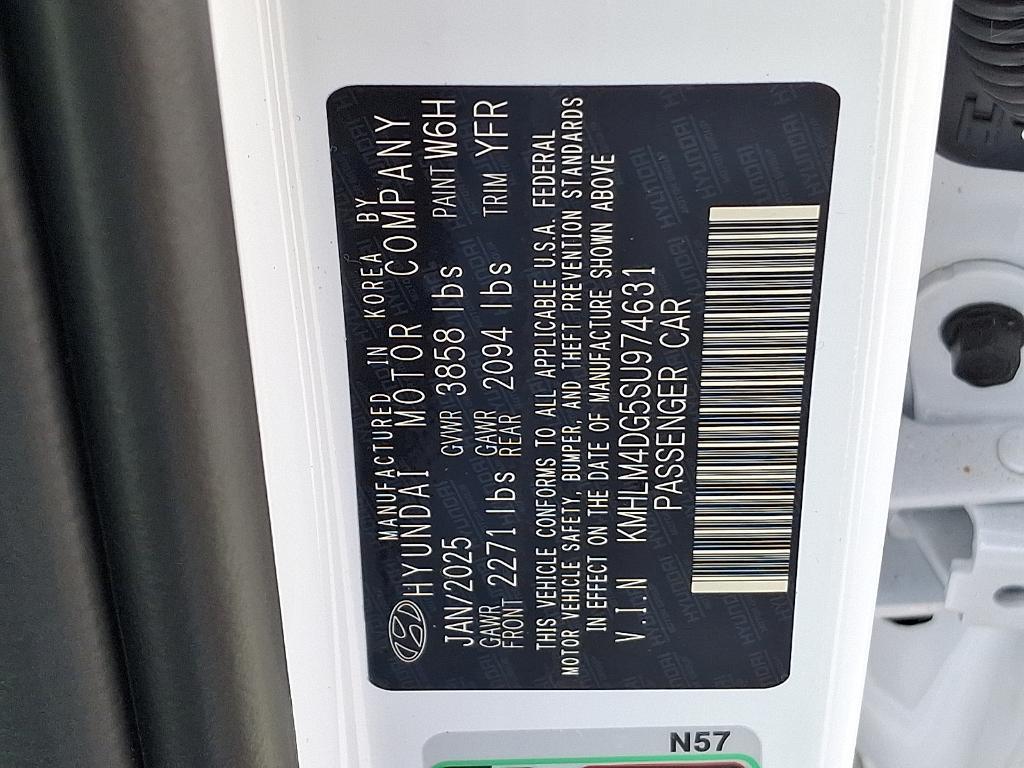 MANUFACTURED IN KOREA BY
HYUNDAI MOTOR COMPANY
JAN/2025 GVWR 3858 lbs PAINT W6H
GAWR FRONT 2271 lbs GAWR REAR 2094 lbs TRIM YFR
THIS VEHICLE CONFORMS TO ALL APPLICABLE U.S.A. FEDERAL
MOTOR VEHICLE SAFETY, BUMPER, AND THEFT PREVENTION STANDARDS
IN EFFECT ON THE DATE OF MANUFACTURE SHOWN ABOVE
V.I.N KMHLM4DG5SU974631
PASSENGER CAR
N57